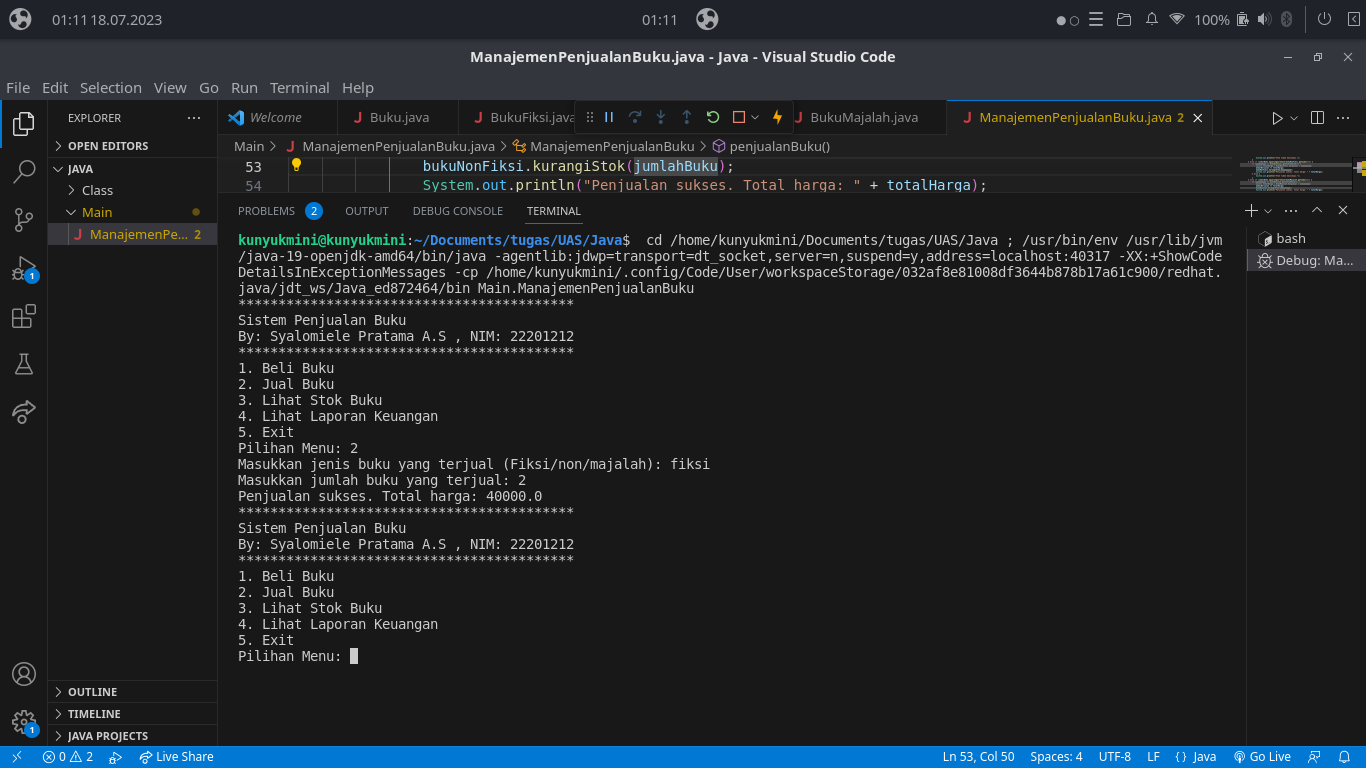 01:11 18.07.2023
01:11
100%
ManajemenPenjualanBuku.java - Java - Visual Studio Code
File Edit Selection View Go Run Terminal Help
EXPLORER
Welcome
Buku.java
BukuFiksi.java
BukuMajalah.java
ManajemenPenjualanBuku.java 2
OPEN EDITORS
Main > ManajemenPenjualanBuku.java > ManajemenPenjualanBuku > penjualanBuku()
JAVA
Class
Main
ManajemenPe... 2
53 bukuNonFiksi.kurangiStok(jumlahBuku);
54 System.out.println("Penjualan sukses. Total harga: " + totalHarga);
PROBLEMS 2 OUTPUT DEBUG CONSOLE TERMINAL
bash
Debug: Ma...
kunyukmini@kunyukmini:~/Documents/tugas/UAS/Java$ cd /home/kunyukmini/Documents/tugas/UAS/Java ; /usr/bin/env /usr/lib/jvm
/java-19-openjdk-amd64/bin/java -agentlib:jdwp=transport=dt_socket,server=n,suspend=y,address=localhost:40317 -XX:+ShowCode
DetailsInExceptionMessages -cp /home/kunyukmini/.config/Code/User/workspaceStorage/032af8e81008df3644b878b17a61c900/redhat.
java/jdt_ws/Java_ed872464/bin Main.ManajemenPenjualanBuku
******************************************
Sistem Penjualan Buku
By: Syalomiele Pratama A.S , NIM: 22201212
******************************************
1. Beli Buku
2. Jual Buku
3. Lihat Stok Buku
4. Lihat Laporan Keuangan
5. Exit
Pilihan Menu: 2
Masukkan jenis buku yang terjual (Fiksi/non/majalah): fiksi
Masukkan jumlah buku yang terjual: 2
Penjualan sukses. Total harga: 40000.0
******************************************
Sistem Penjualan Buku
By: Syalomiele Pratama A.S , NIM: 22201212
******************************************
1. Beli Buku
2. Jual Buku
3. Lihat Stok Buku
4. Lihat Laporan Keuangan
5. Exit
Pilihan Menu:
1
1
OUTLINE
TIMELINE
JAVA PROJECTS
0 2 Live Share
Ln 53, Col 50 Spaces: 4 UTF-8 LF { } Java Go Live